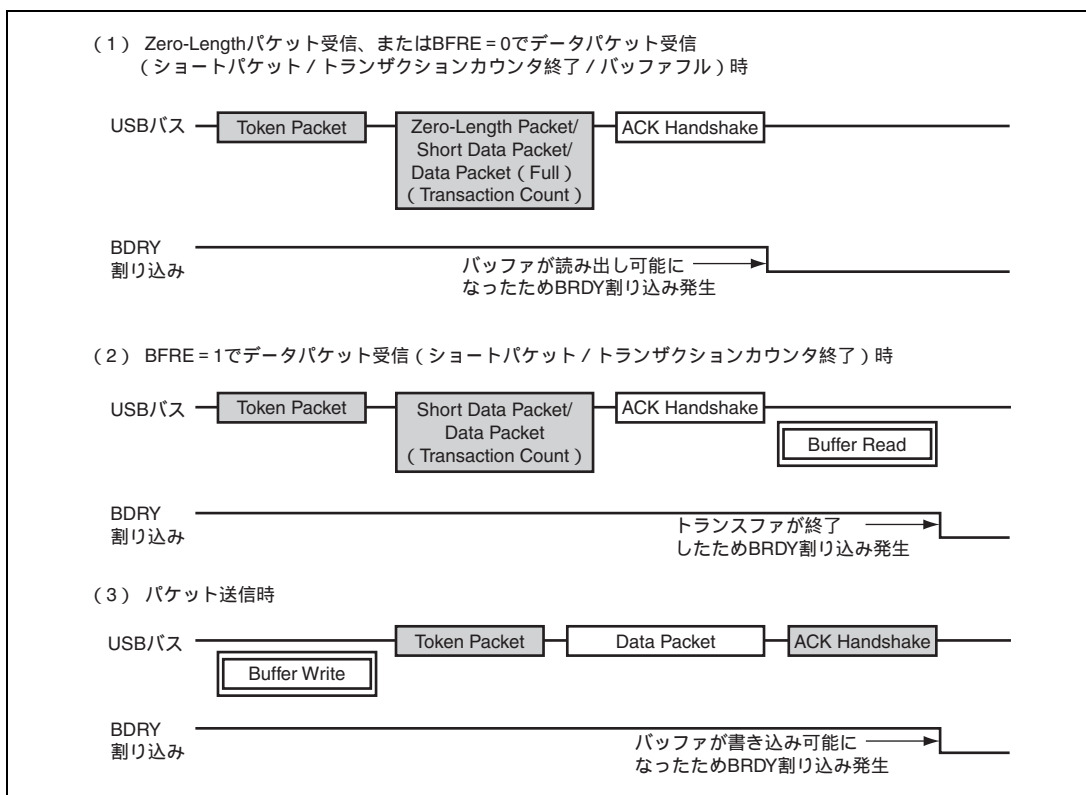 (1) Zero-Lengthパケット受信、またはBFRE = 0でデータパケット受信
(ショートパケット / トランザクションカウンタ終了 / バッファフル)時
USBバス
Token Packet
Zero-Length Packet/
Short Data Packet/
Data Packet (Full)
(Transaction Count)
ACK Handshake
BDRY
割り込み
バッファが読み出し可能に
なったためBRDY割り込み発生
(2) BFRE = 1でデータパケット受信(ショートパケット / トランザクションカウンタ終了)時
USBバス
Token Packet
Short Data Packet/
Data Packet
(Transaction Count)
ACK Handshake
Buffer Read
BDRY
割り込み
トランスファが終了
したためBRDY割り込み発生
(3) パケット送信時
USBバス
Buffer Write
Token Packet
Data Packet
ACK Handshake
BDRY
割り込み
バッファが書き込み可能に
なったためBRDY割り込み発生